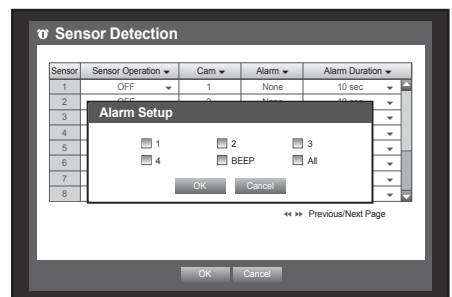 Sensor Detection
Sensor Sensor Operation Cam Alarm Alarm Duration
1 OFF 1 None 10 sec
2
3
4
5
6
7
8
Alarm Setup
1 2 3
4 BEEP All
OK Cancel
Previous/Next Page
OK Cancel